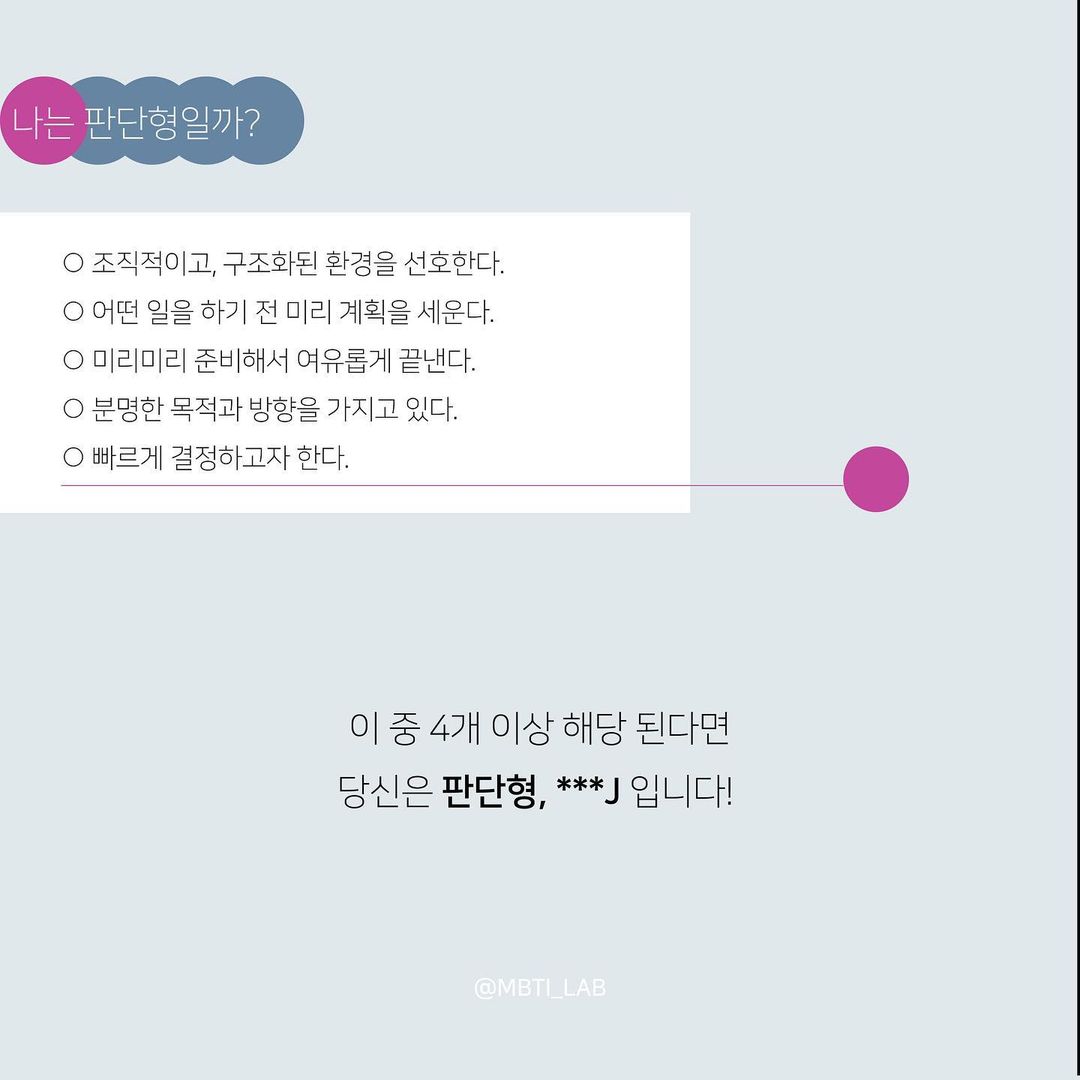 나는 판단형일까?
○ 조직적이고, 구조화된 환경을 선호한다.
○ 어떤 일을 하기 전 미리 계획을 세운다.
○ 미리미리 준비해서 여유롭게 끝낸다.
○ 분명한 목적과 방향을 가지고 있다.
○ 빠르게 결정하고자 한다.
이 중 4개 이상 해당 된다면
당신은 판단형, ***J 입니다!
@MBTI_LAB